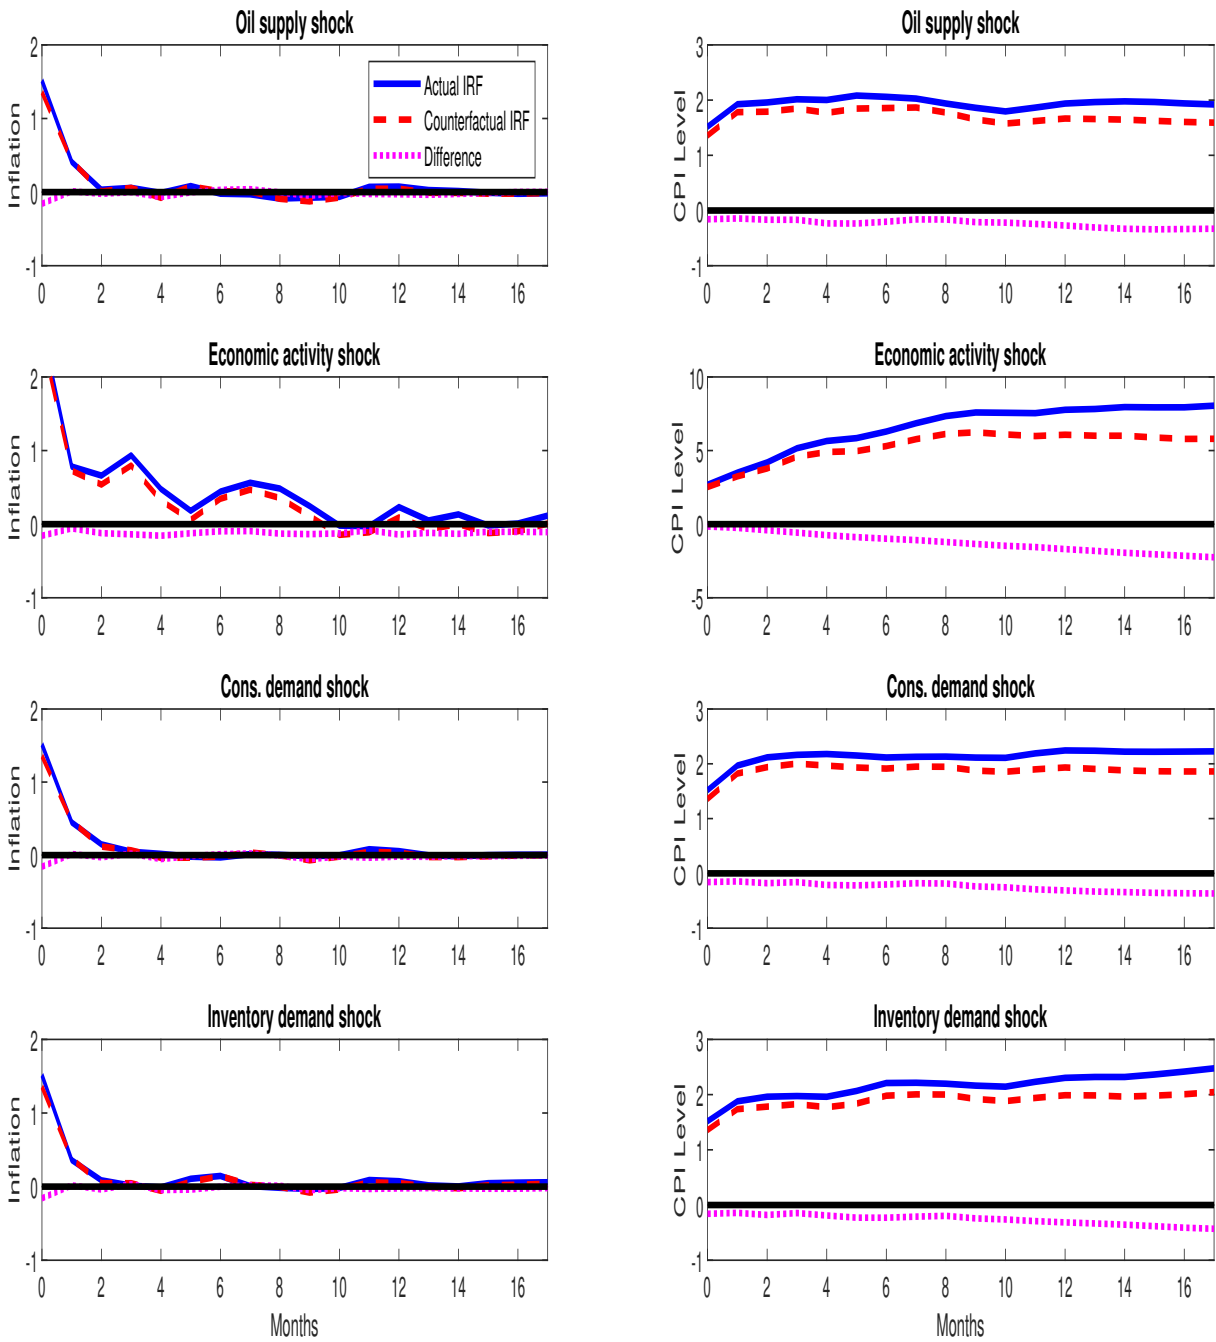 Oil supply shock
Inflation
2
1
0
-1
0 2 4 6 8 10 12 14 16
Actual IRF
Counterfactual IRF
Difference
Oil supply shock
CPI Level
3
2
1
0
-1
0 2 4 6 8 10 12 14 16
Economic activity shock
Inflation
2
1
0
-1
0 2 4 6 8 10 12 14 16
Economic activity shock
CPI Level
10
5
0
-5
0 2 4 6 8 10 12 14 16
Cons. demand shock
Inflation
2
1
0
-1
0 2 4 6 8 10 12 14 16
Cons. demand shock
CPI Level
3
2
1
0
-1
0 2 4 6 8 10 12 14 16
Inventory demand shock
Inflation
2
1
0
-1
0 2 4 6 8 10 12 14 16
Months
Inventory demand shock
CPI Level
3
2
1
0
-1
0 2 4 6 8 10 12 14 16
Months